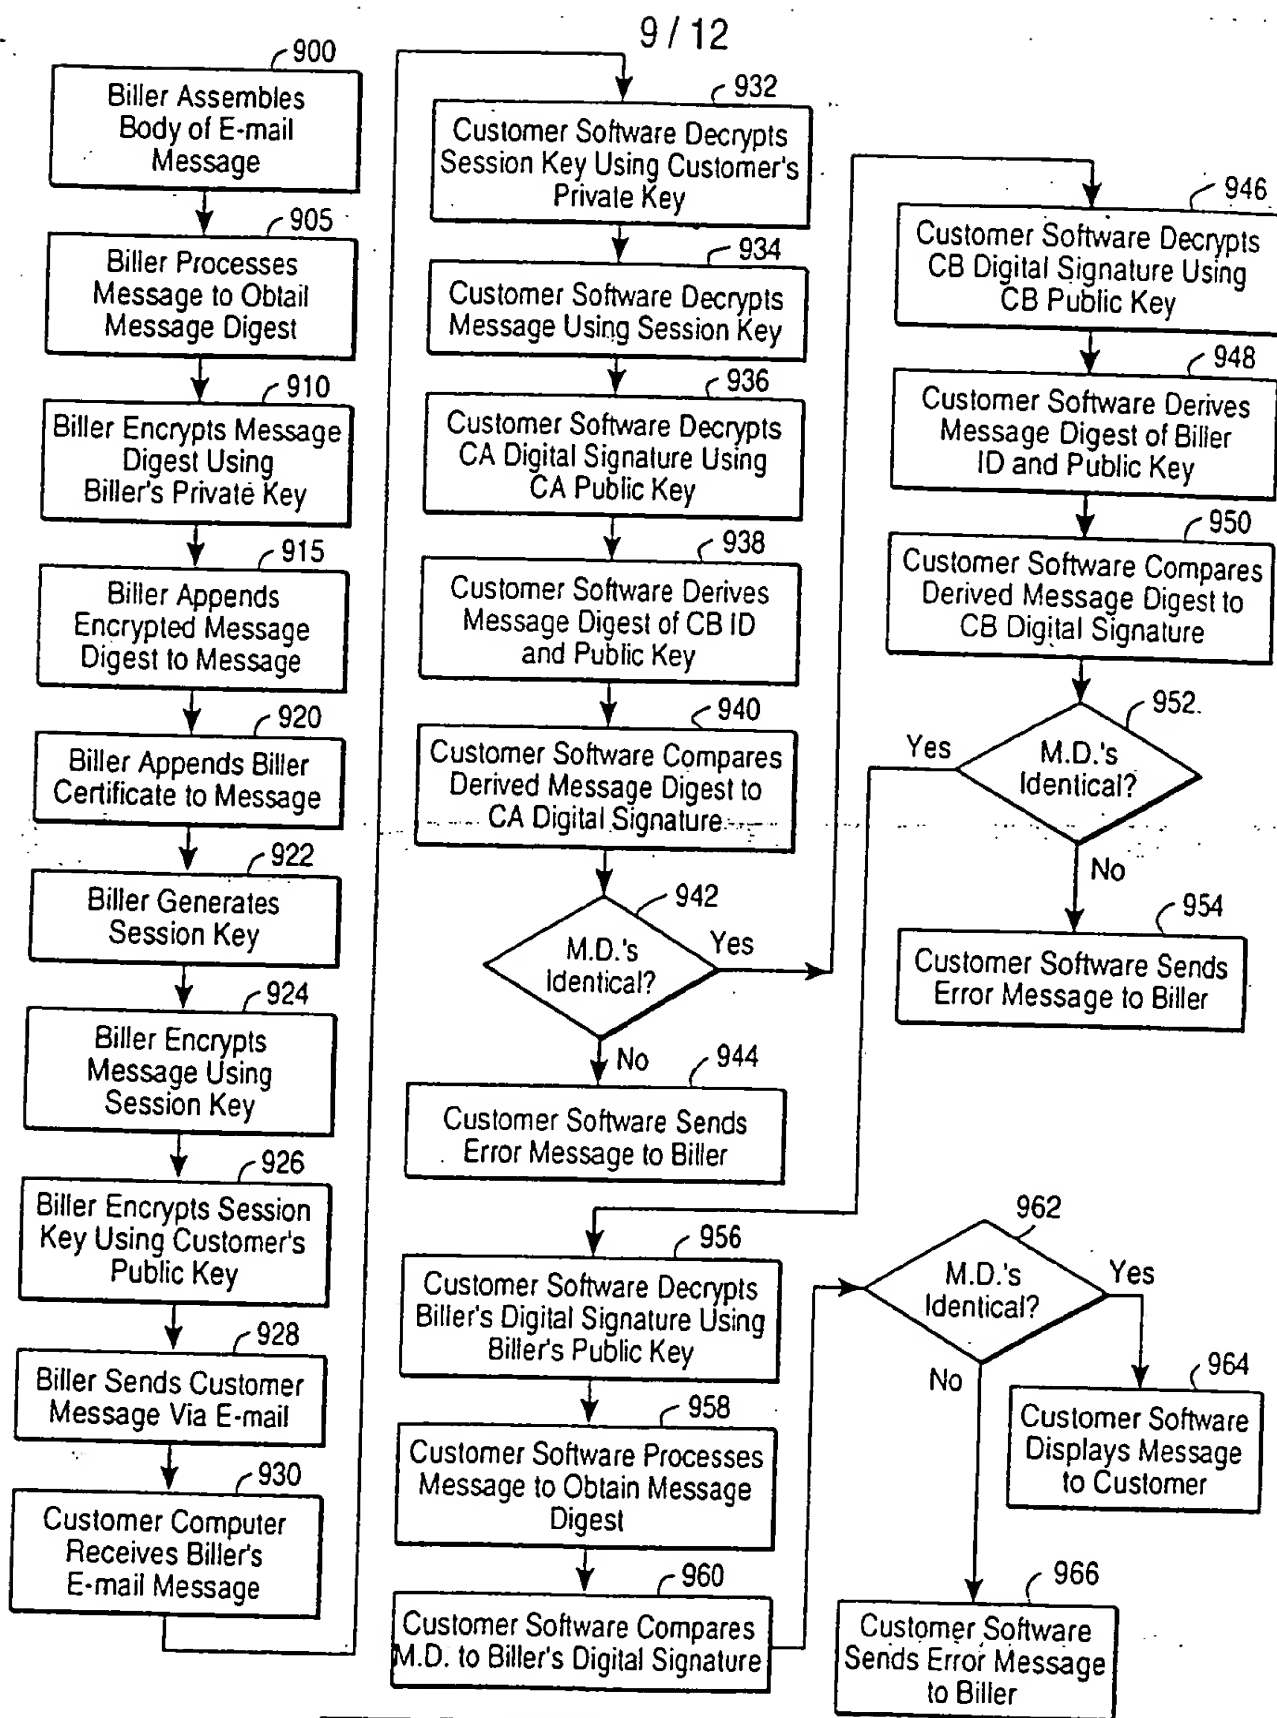 9 / 12
900
Biller Assembles
Body of E-mail
Message
905
Biller Processes
Message to Obtail
Message Digest
910
Biller Encrypts Message
Digest Using
Biller's Private Key
915
Biller Appends
Encrypted Message
Digest to Message
920
Biller Appends Biller
Certificate to Message
922
Biller Generates
Session Key
924
Biller Encrypts
Message Using
Session Key
926
Biller Encrypts Session
Key Using Customer's
Public Key
928
Biller Sends Customer
Message Via E-mail
930
Customer Computer
Receives Biller's
E-mail Message
932
Customer Software Decrypts
Session Key Using Customer's
Private Key
934
Customer Software Decrypts
Message Using Session Key
936
Customer Software Decrypts
CA Digital Signature Using
CA Public Key
938
Customer Software Derives
Message Digest of CB ID
and Public Key
940
Customer Software Compares
Derived Message Digest to
CA Digital Signature
942
M.D.'s
Identical?
Yes
No
944
Customer Software Sends
Error Message to Biller
946
Customer Software Decrypts
CB Digital Signature Using
CB Public Key
948
Customer Software Derives
Message Digest of Biller
ID and Public Key
950
Customer Software Compares
Derived Message Digest to
CB Digital Signature
952
M.D.'s
Identical?
Yes
No
954
Customer Software Sends
Error Message to Biller
956
Customer Software Decrypts
Biller's Digital Signature Using
Biller's Public Key
958
Customer Software Processes
Message to Obtain Message
Digest
960
Customer Software Compares
M.D. to Biller's Digital Signature
962
M.D.'s
Identical?
Yes
No
964
Customer Software
Displays Message
to Customer
966
Customer Software
Sends Error Message
to Biller